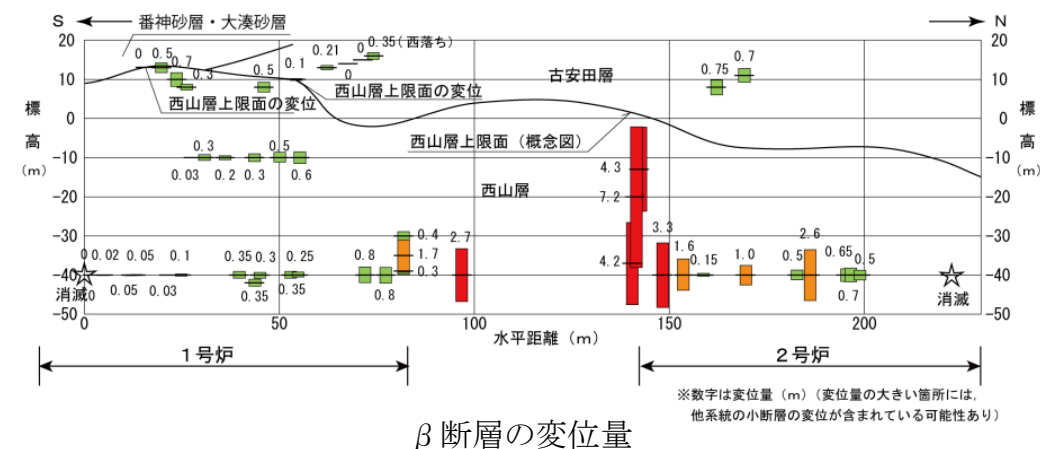 S
N
番神砂層・大湊砂層
20
10
0
-10
-20
-30
-40
-50
標
高
(m)
0 0.5
0.7
0.3
0.5
0.1
0.21
0
0
0.35(西落ち)
西山層上限面の変位
西山層上限面の変位
古安田層
0.75
0.7
西山層上限面(概念図)
0.3
0.5
0.03 0.2 0.3
0.6
西山層
4.3
7.2
4.2
0 0.02 0.05
0.1
0.35 0.3 0.25
0.8
0.4
1.7
0.3
2.7
3.3
1.6
0.15
1.0
0.5
2.6
0.65
0.5
消滅
0
0.05 0.03
0.35
0.35
0.8
0.7
消滅
20
10
0
-10
-20
-30
-40
-50
標
高
(m)
0
50
100
150
200
水平距離(m)
1号炉
2号炉
※数字は変位量(m)(変位量の大きい箇所には,
他系統の小断層の変位が含まれている可能性あり)
β断層の変位量